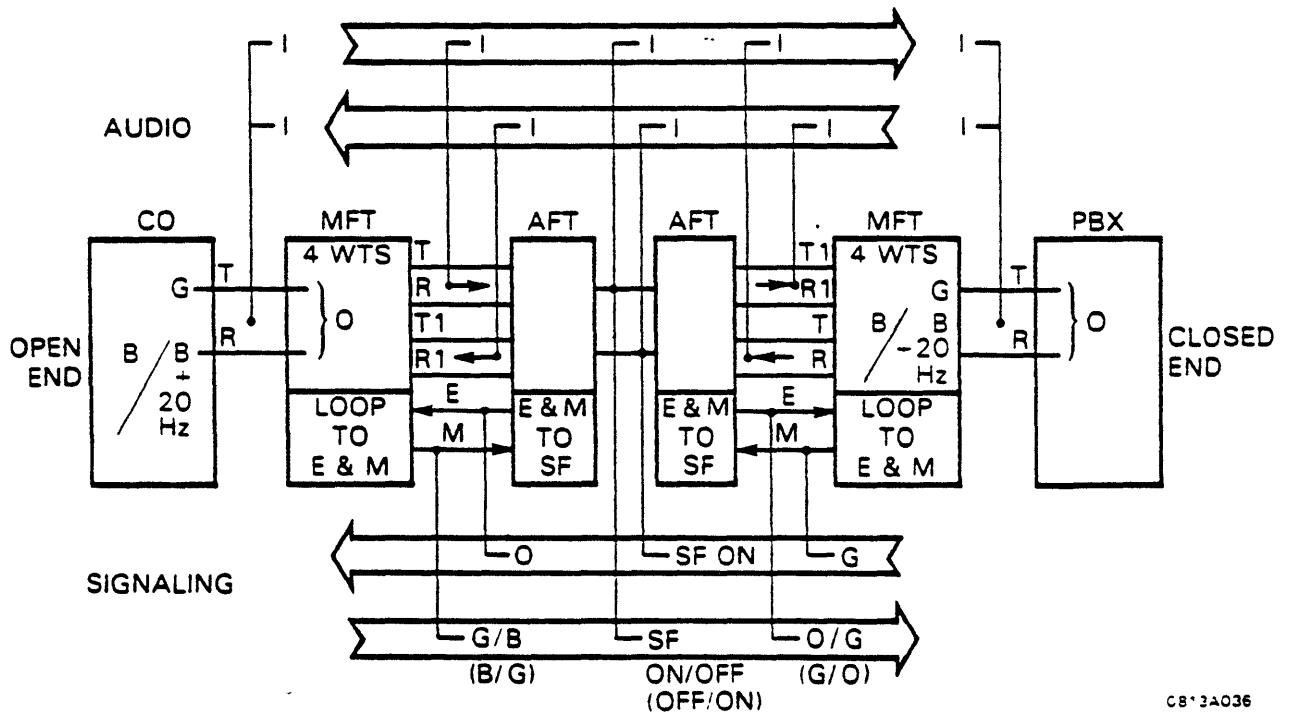 I I I I I
AUDIO I I I I I
CO MFT AFT AFT MFT PBX
4 WTS 4 WTS
T T T1 T
G R R1 G
O O
T1 T
R B B
R R1 R R
OPEN END
B / B + 20 Hz
B / -20 Hz
CLOSED END
E E
LOOP TO E & M
E & M TO SF
E & M TO SF
LOOP TO E & M
M M
O SF ON G
SIGNALING
G/B SF O/G
(B/G) ON/OFF (G/O)
(OFF/ON)